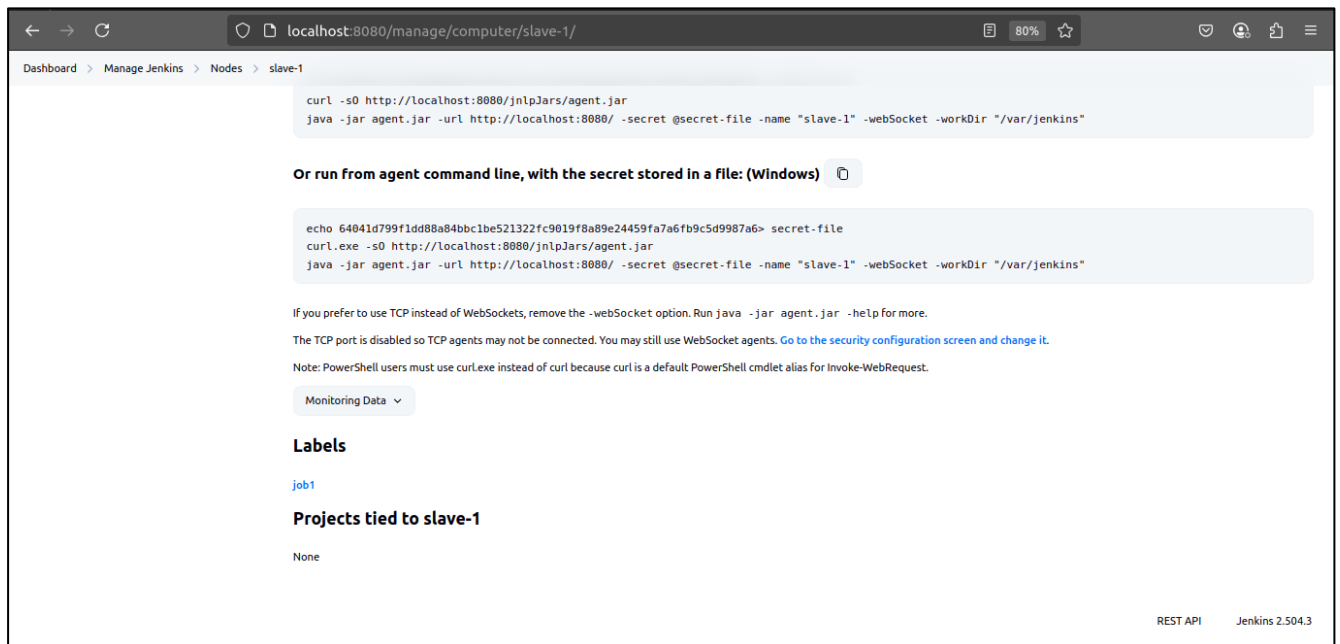 localhost:8080/manage/computer/slave-1/
80%
Dashboard > Manage Jenkins > Nodes > slave-1
curl -sO http://localhost:8080/jnlpJars/agent.jar
java -jar agent.jar -url http://localhost:8080/ -secret @secret-file -name "slave-1" -webSocket -workDir "/var/jenkins"
Or run from agent command line, with the secret stored in a file: (Windows)
echo 64041d799f1dd88a84bbc1be521322fc9019f8a89e24459fa7a6fb9c5d9987a6> secret-file
curl.exe -sO http://localhost:8080/jnlpJars/agent.jar
java -jar agent.jar -url http://localhost:8080/ -secret @secret-file -name "slave-1" -webSocket -workDir "/var/jenkins"
If you prefer to use TCP instead of WebSockets, remove the -webSocket option. Run java -jar agent.jar -help for more.
The TCP port is disabled so TCP agents may not be connected. You may still use WebSocket agents. Go to the security configuration screen and change it.
Note: PowerShell users must use curl.exe instead of curl because curl is a default PowerShell cmdlet alias for Invoke-WebRequest.
Monitoring Data
Labels
job1
Projects tied to slave-1
None
REST API Jenkins 2.504.3